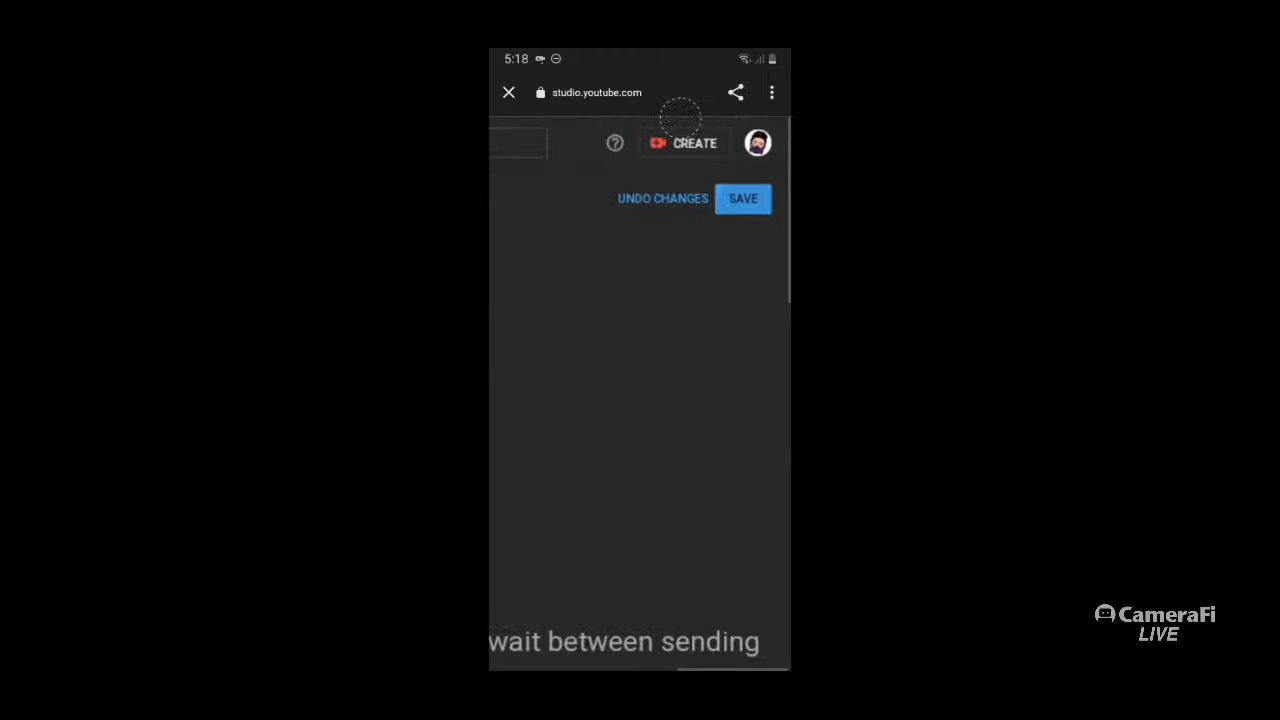 5:18
studio.youtube.com
CREATE
UNDO CHANGES SAVE
wait between sending
CameraFi
LIVE